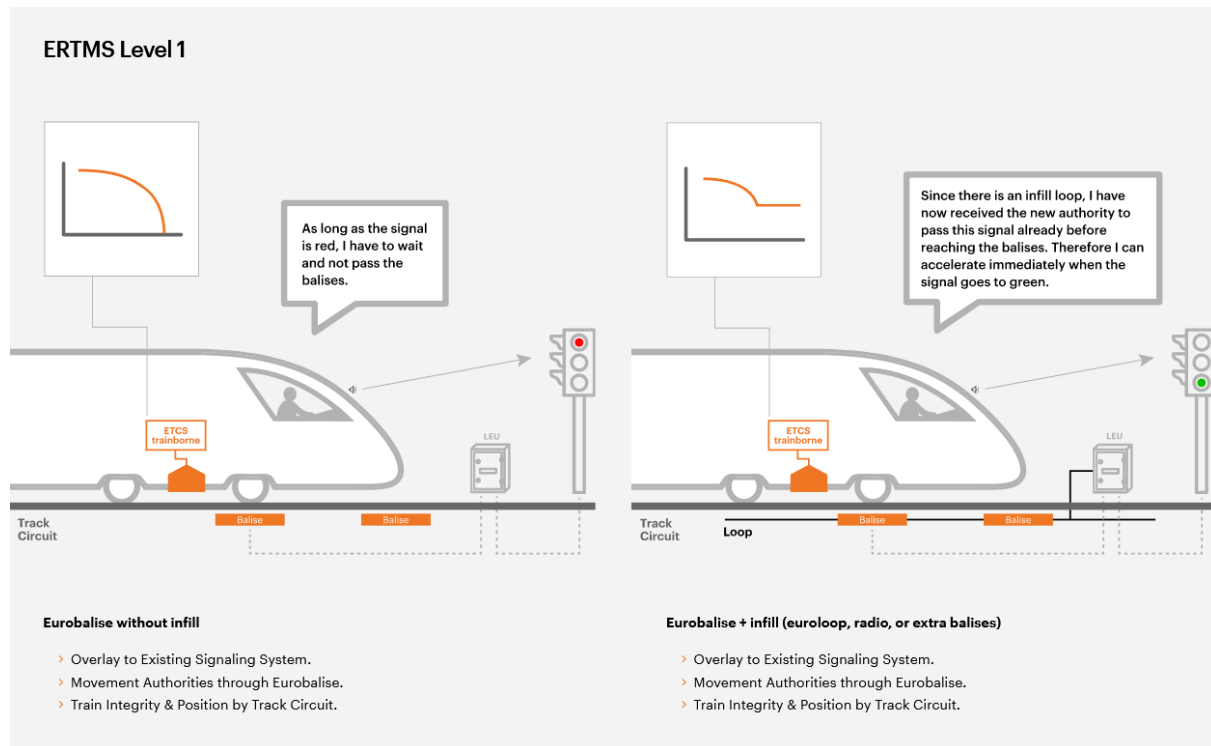 ERTMS Level 1
As long as the signal
is red, I have to wait
and not pass the
balises.
ETCS
trainborne
LEU
Balise
Balise
Track
Circuit
Eurobalise without infill
> Overlay to Existing Signaling System.
> Movement Authorities through Eurobalise.
> Train Integrity & Position by Track Circuit.
Since there is an infill loop, I have
now received the new authority to
pass this signal already before
reaching the balises. Therefore I can
accelerate immediately when the
signal goes to green.
ETCS
trainborne
LEU
Balise
Balise
Track
Circuit
Loop
Eurobalise + infill (euroloop, radio, or extra balises)
> Overlay to Existing Signaling System.
> Movement Authorities through Eurobalise.
> Train Integrity & Position by Track Circuit.